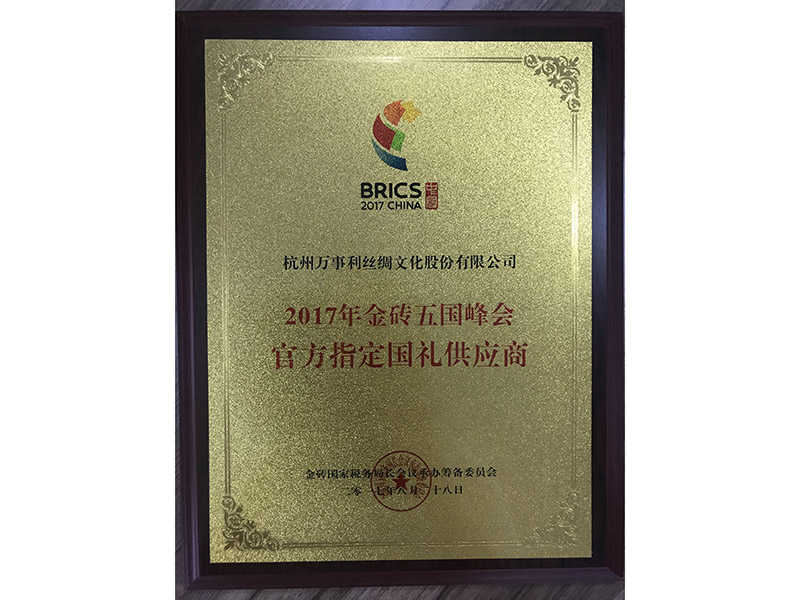 BRICS
2017 CHINA
中国
杭州万事利丝绸文化股份有限公司
2017年金砖五国峰会
官方指定国礼供应商
金砖国家税务局长会议承办筹备委员会
二零一七年八月二十八日